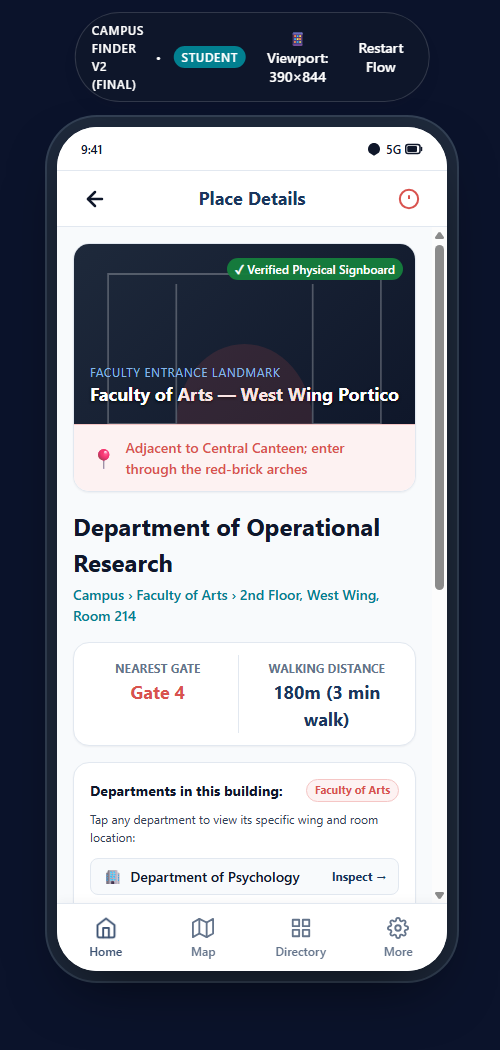 CAMPUS
FINDER
V2
(FINAL)
•
STUDENT
Viewport:
390×844
Restart
Flow
9:41
5G
Place Details
✓ Verified Physical Signboard
FACULTY ENTRANCE LANDMARK
Faculty of Arts — West Wing Portico
Adjacent to Central Canteen; enter
through the red-brick arches
Department of Operational
Research
Campus › Faculty of Arts › 2nd Floor, West Wing,
Room 214
NEAREST GATE
Gate 4
WALKING DISTANCE
180m (3 min
walk)
Departments in this building:
Faculty of Arts
Tap any department to view its specific wing and room
location:
Department of Psychology
Inspect →
Home
Map
Directory
More